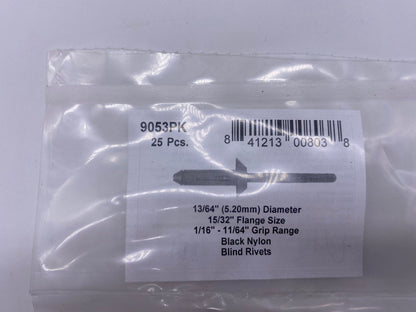 9053PK
25 Pcs.
8 41213 00803 8
13/64" (5.20mm) Diameter
15/32" Flange Size
1/16" - 11/64" Grip Range
Black Nylon
Blind Rivets